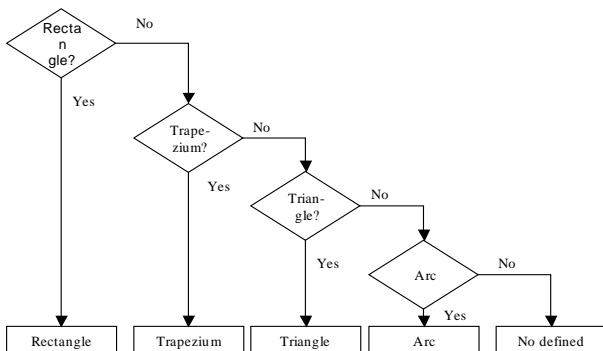 Recta
n
gle?
No
Yes
Trape-
zium?
No
Yes
Trian-
gle?
No
Yes
Arc
No
Yes
Rectangle
Trapezium
Triangle
Arc
No defined